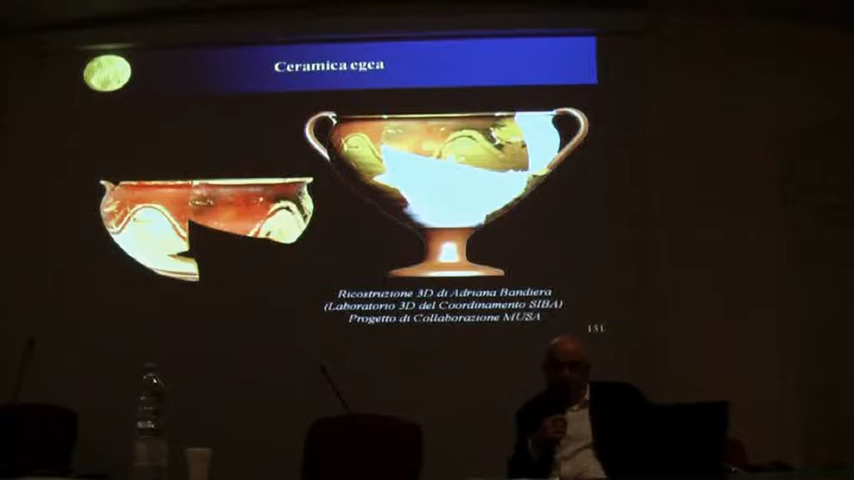 Ceramica egea
Ricostruzione 3D di Adriana Bandiera
(Laboratorio 3D del Coordinamento SIBA)
Progetto di Collaborazione MUSA
131